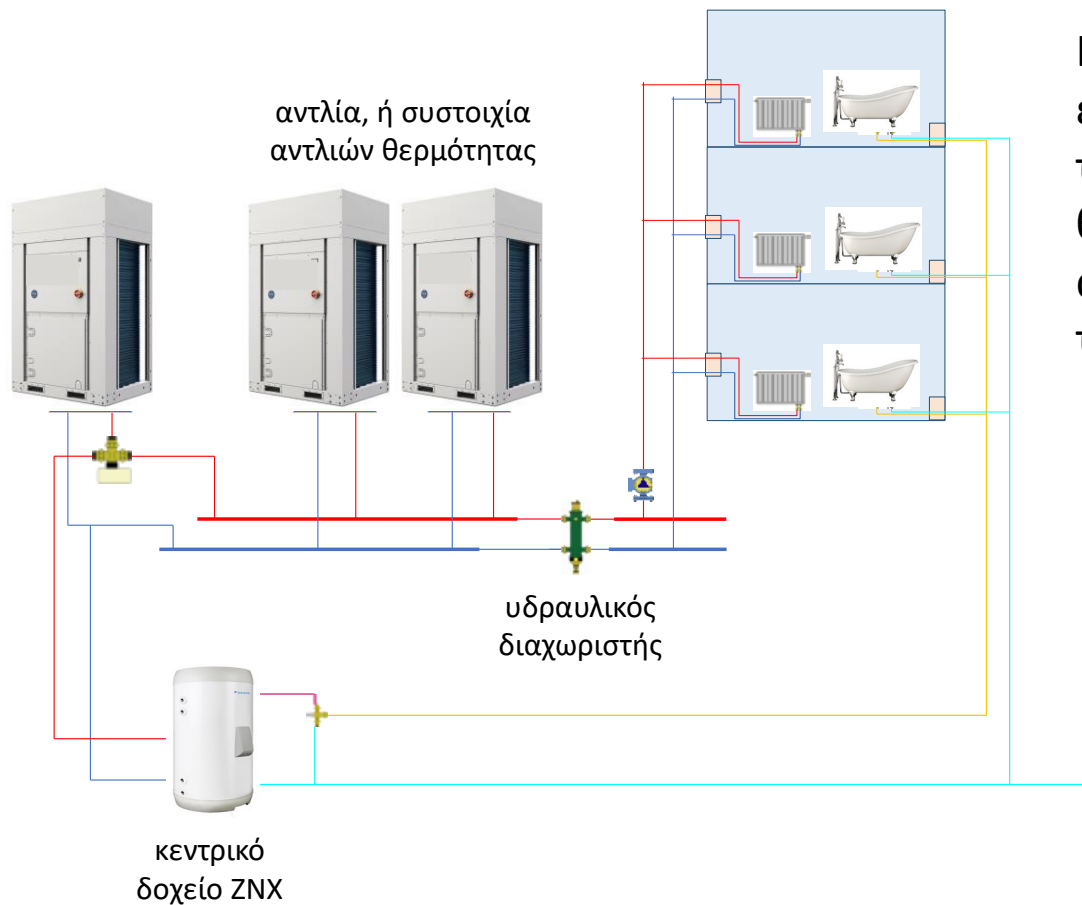 αντλία, ή συστοιχία
αντλιών θερμότητας
υδραυλικός
διαχωριστής
κεντρικό
δοχείο ΖΝΧ